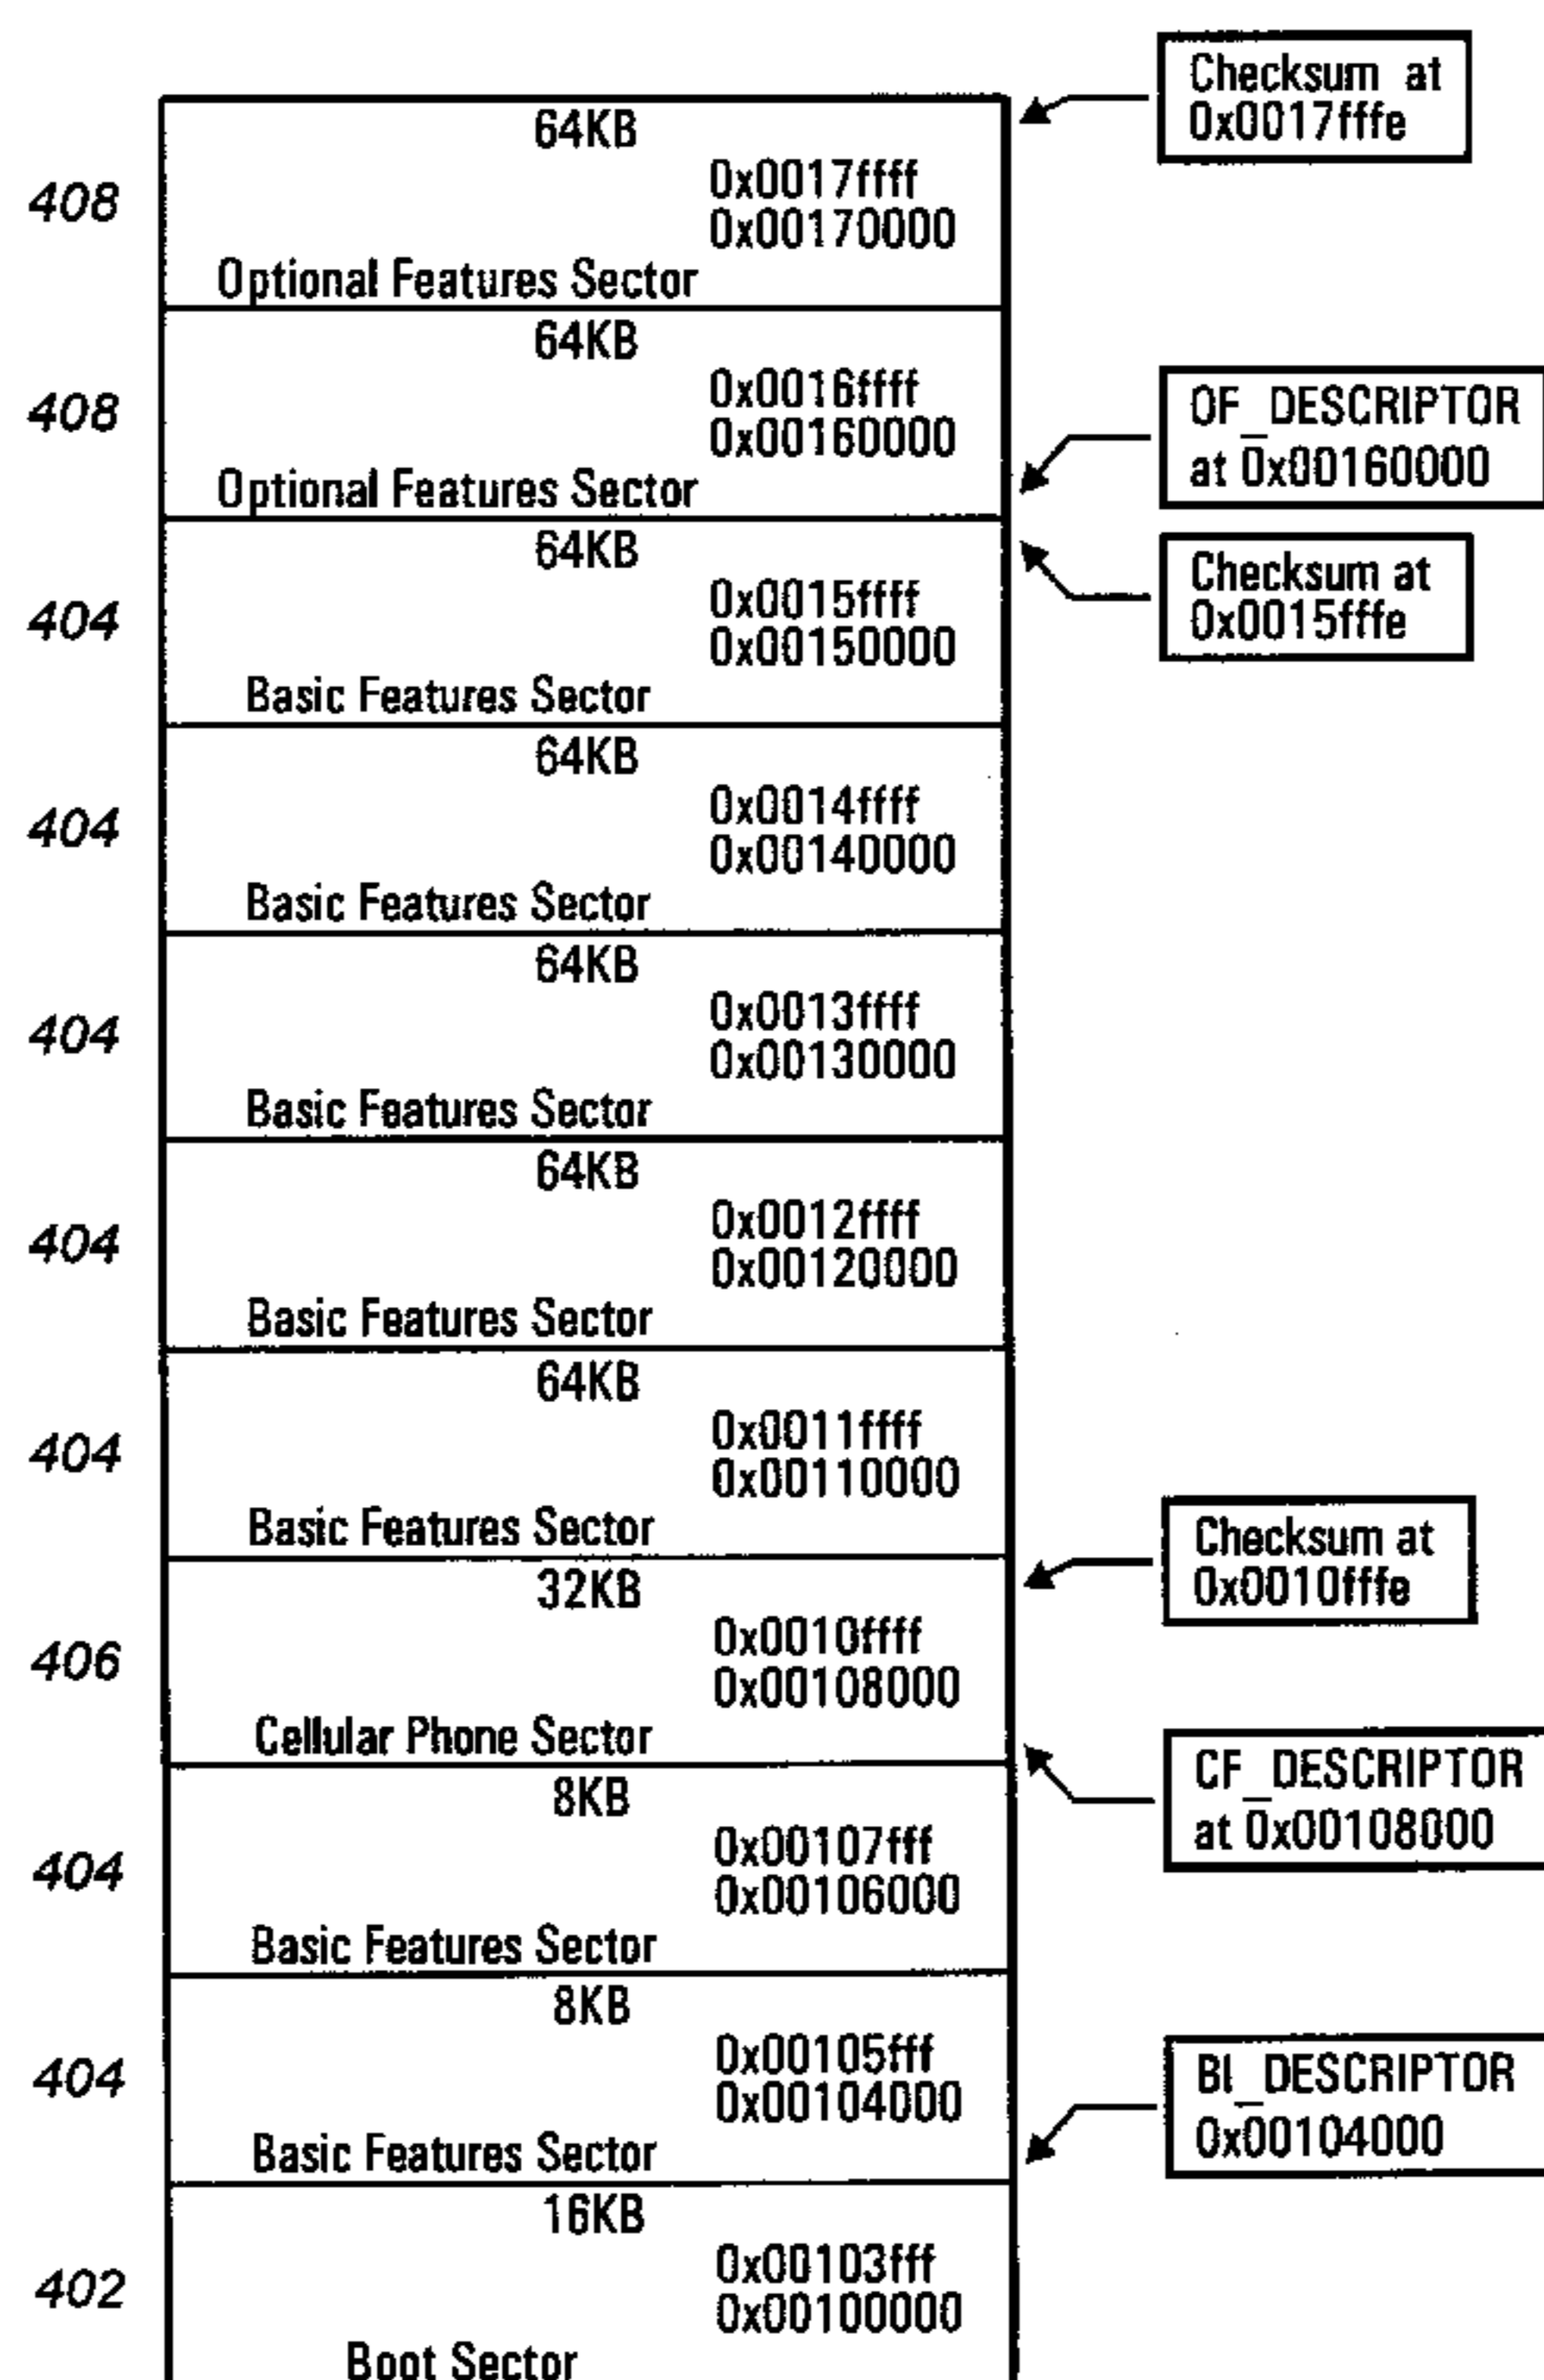 Checksum at
0x0017fffe
64KB
408
0x0017ffff
0x00170000
Optional Features Sector
64KB
408
0x0016ffff
0x00160000
Optional Features Sector
OF_DESCRIPTOR
at 0x00160000
64KB
404
0x0015ffff
0x00150000
Basic Features Sector
Checksum at
0x0015fffe
64KB
404
0x0014ffff
0x00140000
Basic Features Sector
64KB
404
0x0013ffff
0x00130000
Basic Features Sector
64KB
404
0x0012ffff
0x00120000
Basic Features Sector
64KB
404
0x0011ffff
0x00110000
Basic Features Sector
Checksum at
0x0010fffe
32KB
406
0x0010ffff
0x00108000
Cellular Phone Sector
CF_DESCRIPTOR
at 0x00108000
8KB
404
0x00107fff
0x00106000
Basic Features Sector
8KB
404
0x00105fff
0x00104000
Basic Features Sector
BI_DESCRIPTOR
0x00104000
16KB
402
0x00103fff
0x00100000
Boot Sector